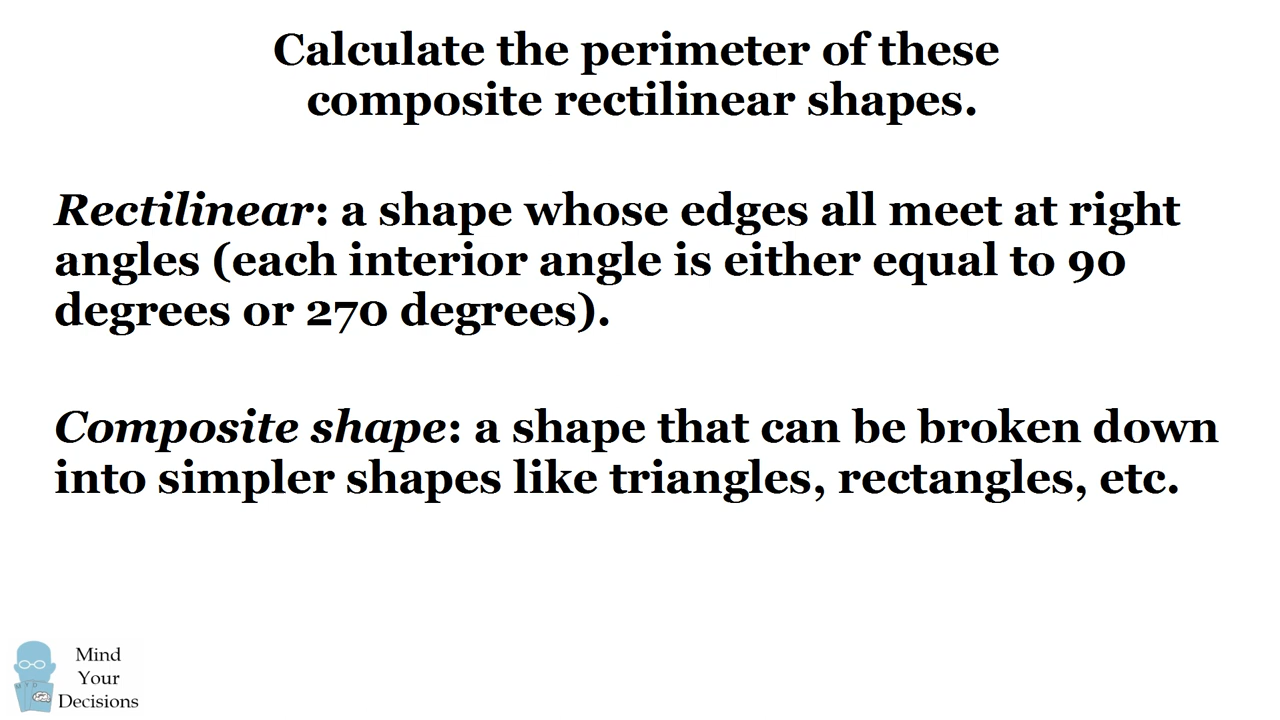 Calculate the perimeter of these
composite rectilinear shapes.
Rectilinear: a shape whose edges all meet at right
angles (each interior angle is either equal to 90
degrees or 270 degrees).
Composite shape: a shape that can be broken down
into simpler shapes like triangles, rectangles, etc.
Mind
Your
Decisions